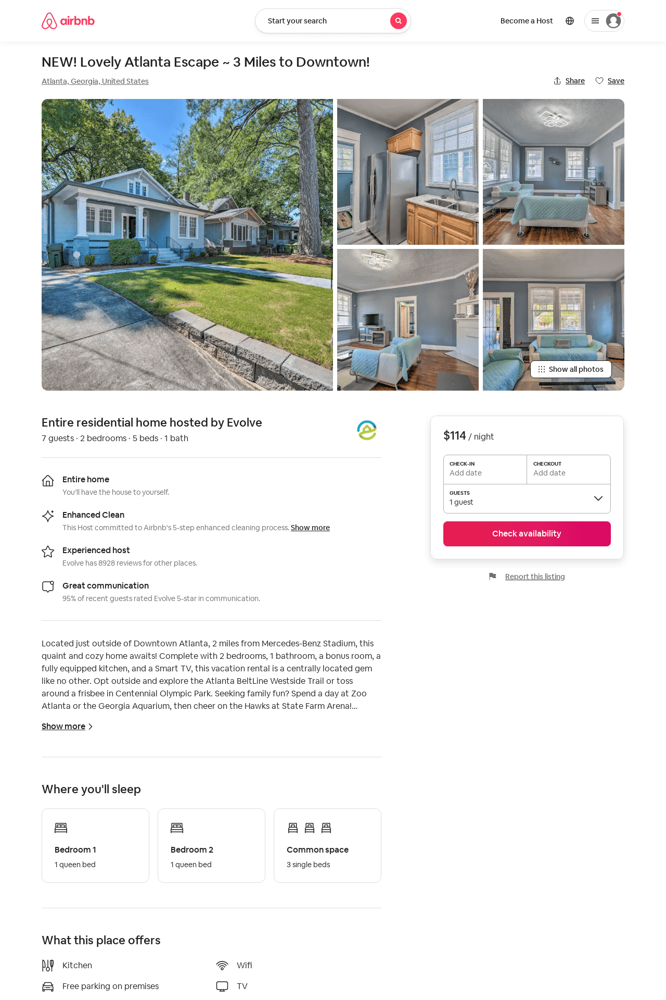 airbnb
Start your search
Become a Host
NEW! Lovely Atlanta Escape ~ 3 Miles to Downtown!
Atlanta, Georgia, United States
Share
Save
home
Show all photos
Entire residential home hosted by Evolve
7 guests · 2 bedrooms · 5 beds · 1 bath
Entire home
You’ll have the house to yourself.
Enhanced Clean
This Host committed to Airbnb's 5-step enhanced cleaning process. Show more
Experienced host
Evolve has 8928 reviews for other places.
Great communication
95% of recent guests rated Evolve 5-star in communication.
$114 / night
CHECK-IN
Add date
CHECKOUT
Add date
GUESTS
1 guest
Check availability
Report this listing
Located just outside of Downtown Atlanta, 2 miles from Mercedes-Benz Stadium, this
quaint and cozy home awaits! Complete with 2 bedrooms, 1 bathroom, a bonus room, a
fully equipped kitchen, and a Smart TV, this vacation rental is a centrally located gem
like no other. Opt outside and explore the Atlanta BeltLine Westside Trail or toss
around a frisbee in Centennial Olympic Park. Seeking family fun? Spend a day at Zoo
Atlanta or the Georgia Aquarium, then cheer on the Hawks at State Farm Arena!...
Show more
Where you'll sleep
Bedroom 1
1 queen bed
Bedroom 2
1 queen bed
Common space
3 single beds
What this place offers
Kitchen
Wifi
Free parking on premises
TV